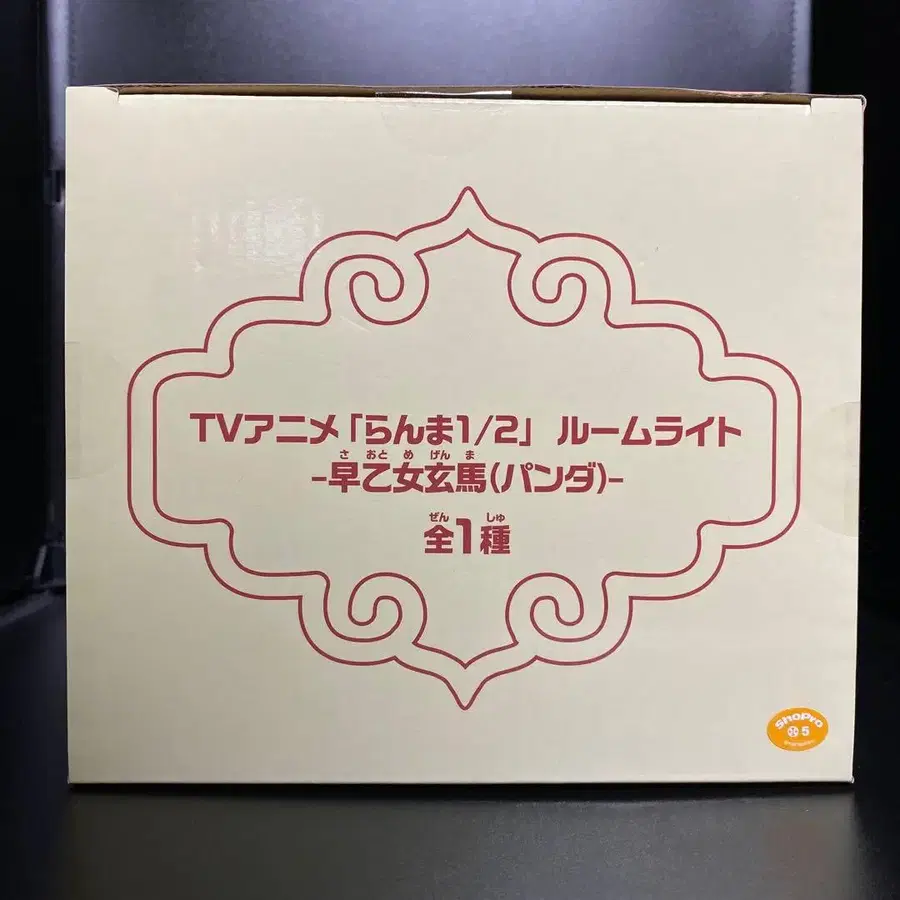 TVアニメ「らんま1/2」 ルームライト
さおとめげんま
-早乙女玄馬(パンダ)-
ぜん しゅ
全1種
ShoPro
5